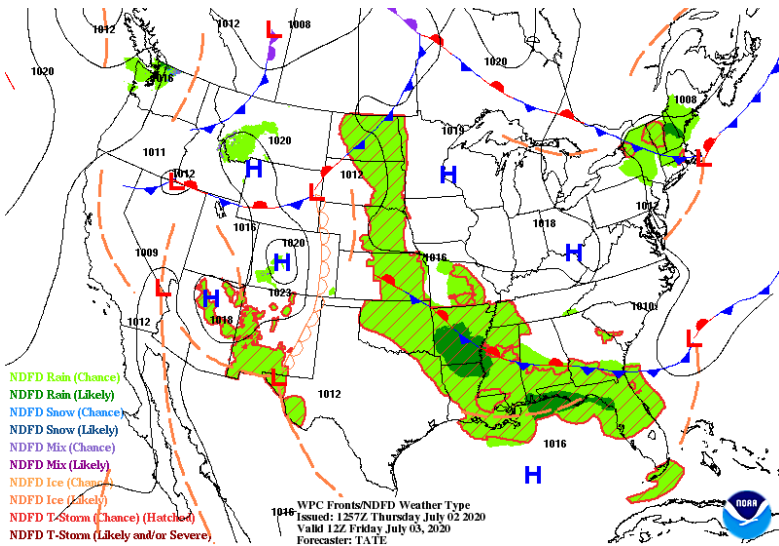 1012
1012
L
1008
1020
1020
1016
1008
1020
1019
1011
1012
L
H
L
1012
H
L
1016
1012
1018
1020
H
H
1009
1016
L
H
1023
1018
1010
1012
L
L
1012
1016
H
1016
NDFD Rain (Chance)
NDFD Rain (Likely)
NDFD Snow (Chance)
NDFD Snow (Likely)
NDFD Mix (Chance)
NDFD Mix (Likely)
NDFD Ice (Chance)
NDFD Ice (Likely)
NDFD T-Storm (Chance) (Hatched)
NDFD T-Storm (Likely and/or Severe)
WPC Fronts/NDFD Weather Type
Issued: 1257Z Thursday July 02 2020
Valid 12Z Friday July 03, 2020
Forecaster: TATE
NOAA